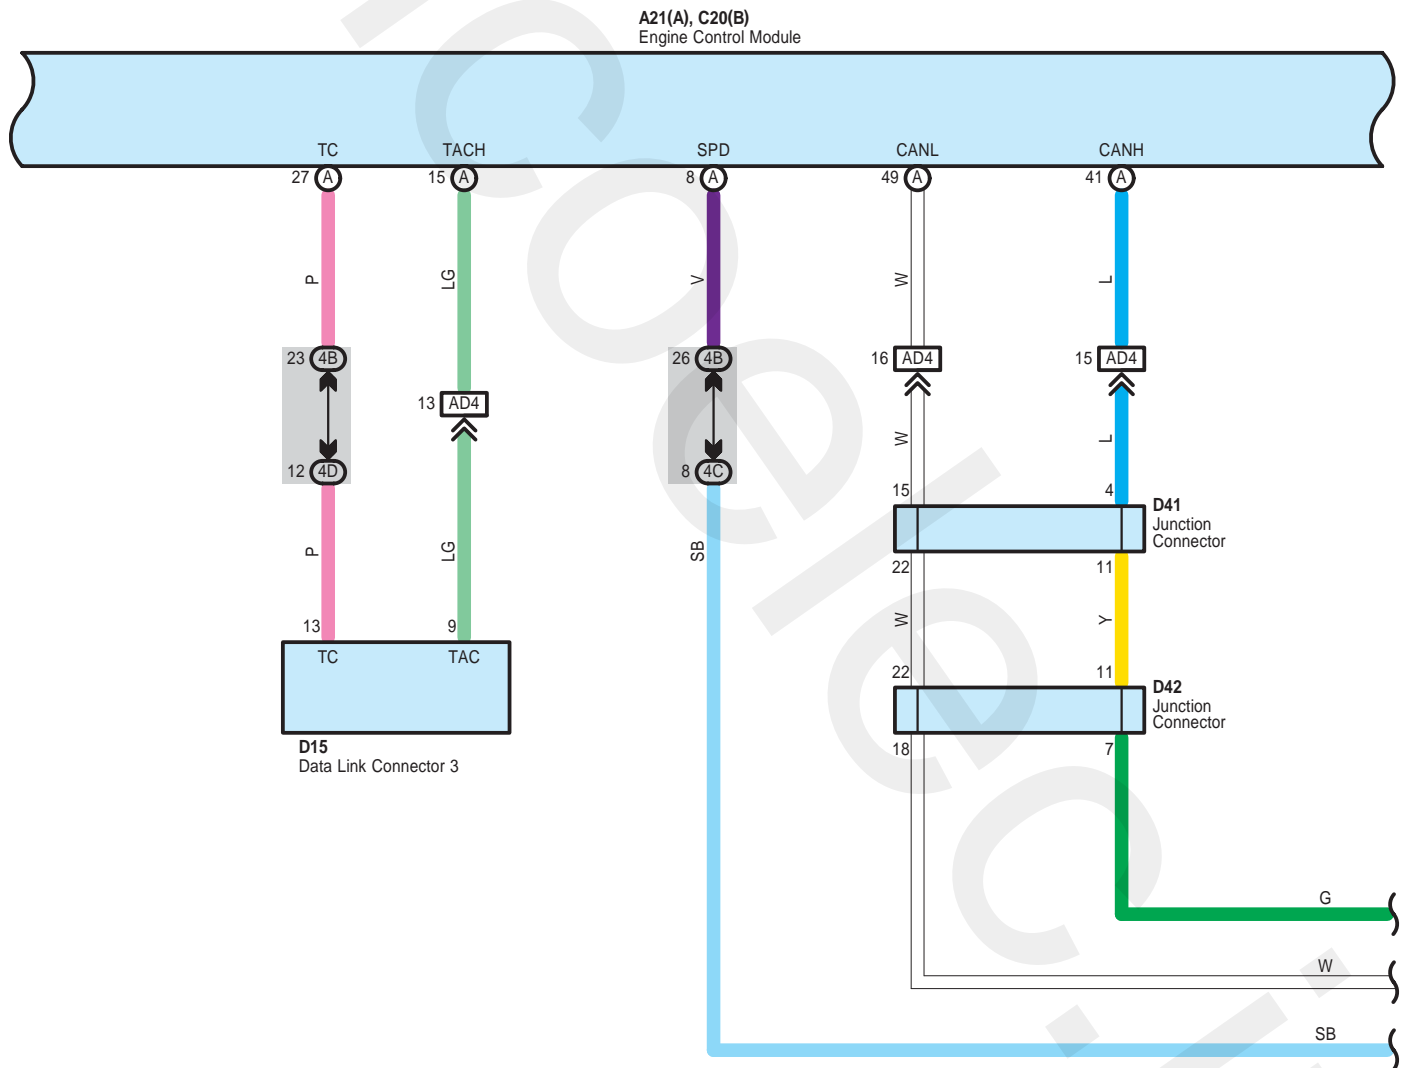 A21(A), C20(B)
Engine Control Module
TC TACH SPD CANL CANH
27 A 15 A 8 A 49 A 41 A
P LG V W L
23 4B 26 4B 16 AD4 15 AD4
13 AD4
W L
12 4D 8 4C
15 4
D41
Junction
Connector
P LG SB
22 11
W Y
13 9
TC TAC
22 11
D42
Junction
Connector
18 7
D15
Data Link Connector 3
G
W
SB
coelec